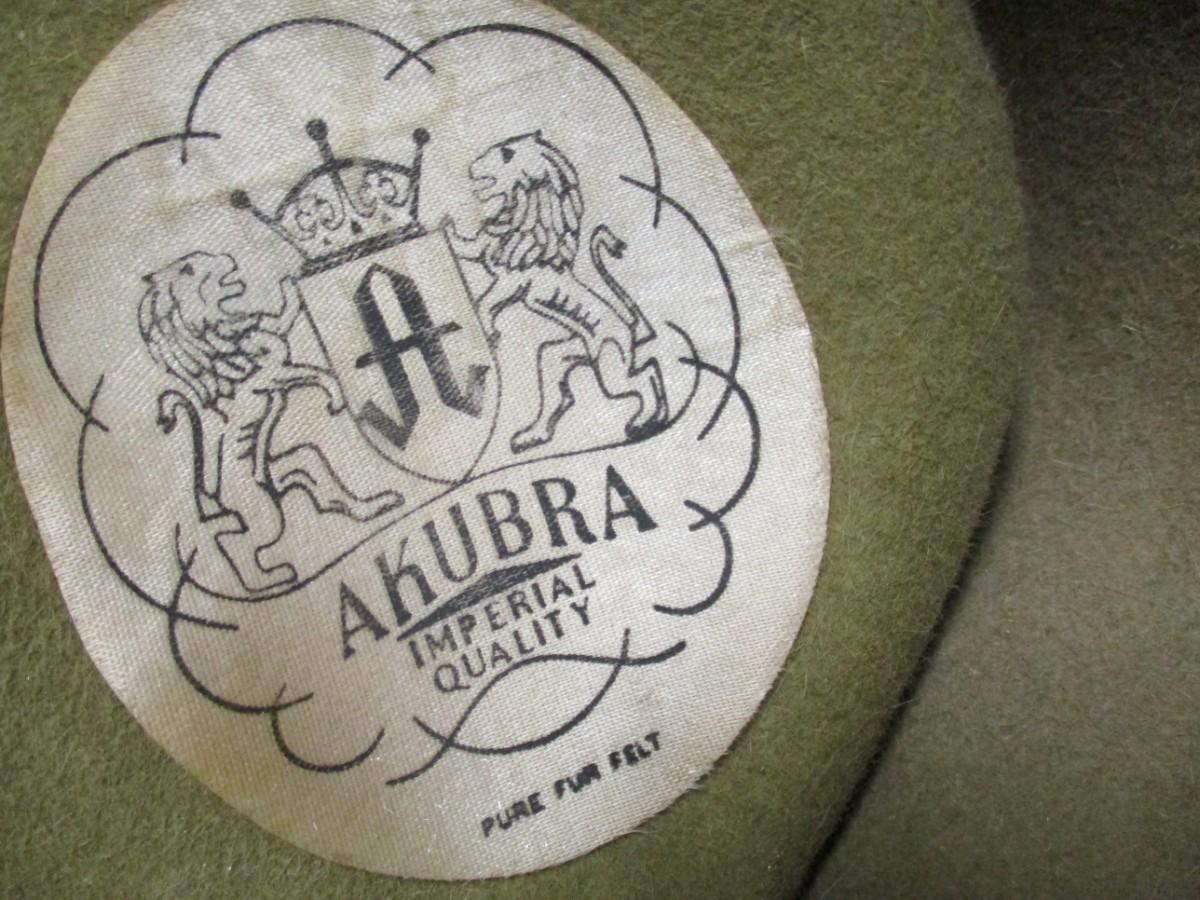 A
AKUBRA
IMPERIAL
QUALITY
PURE FUR FELT